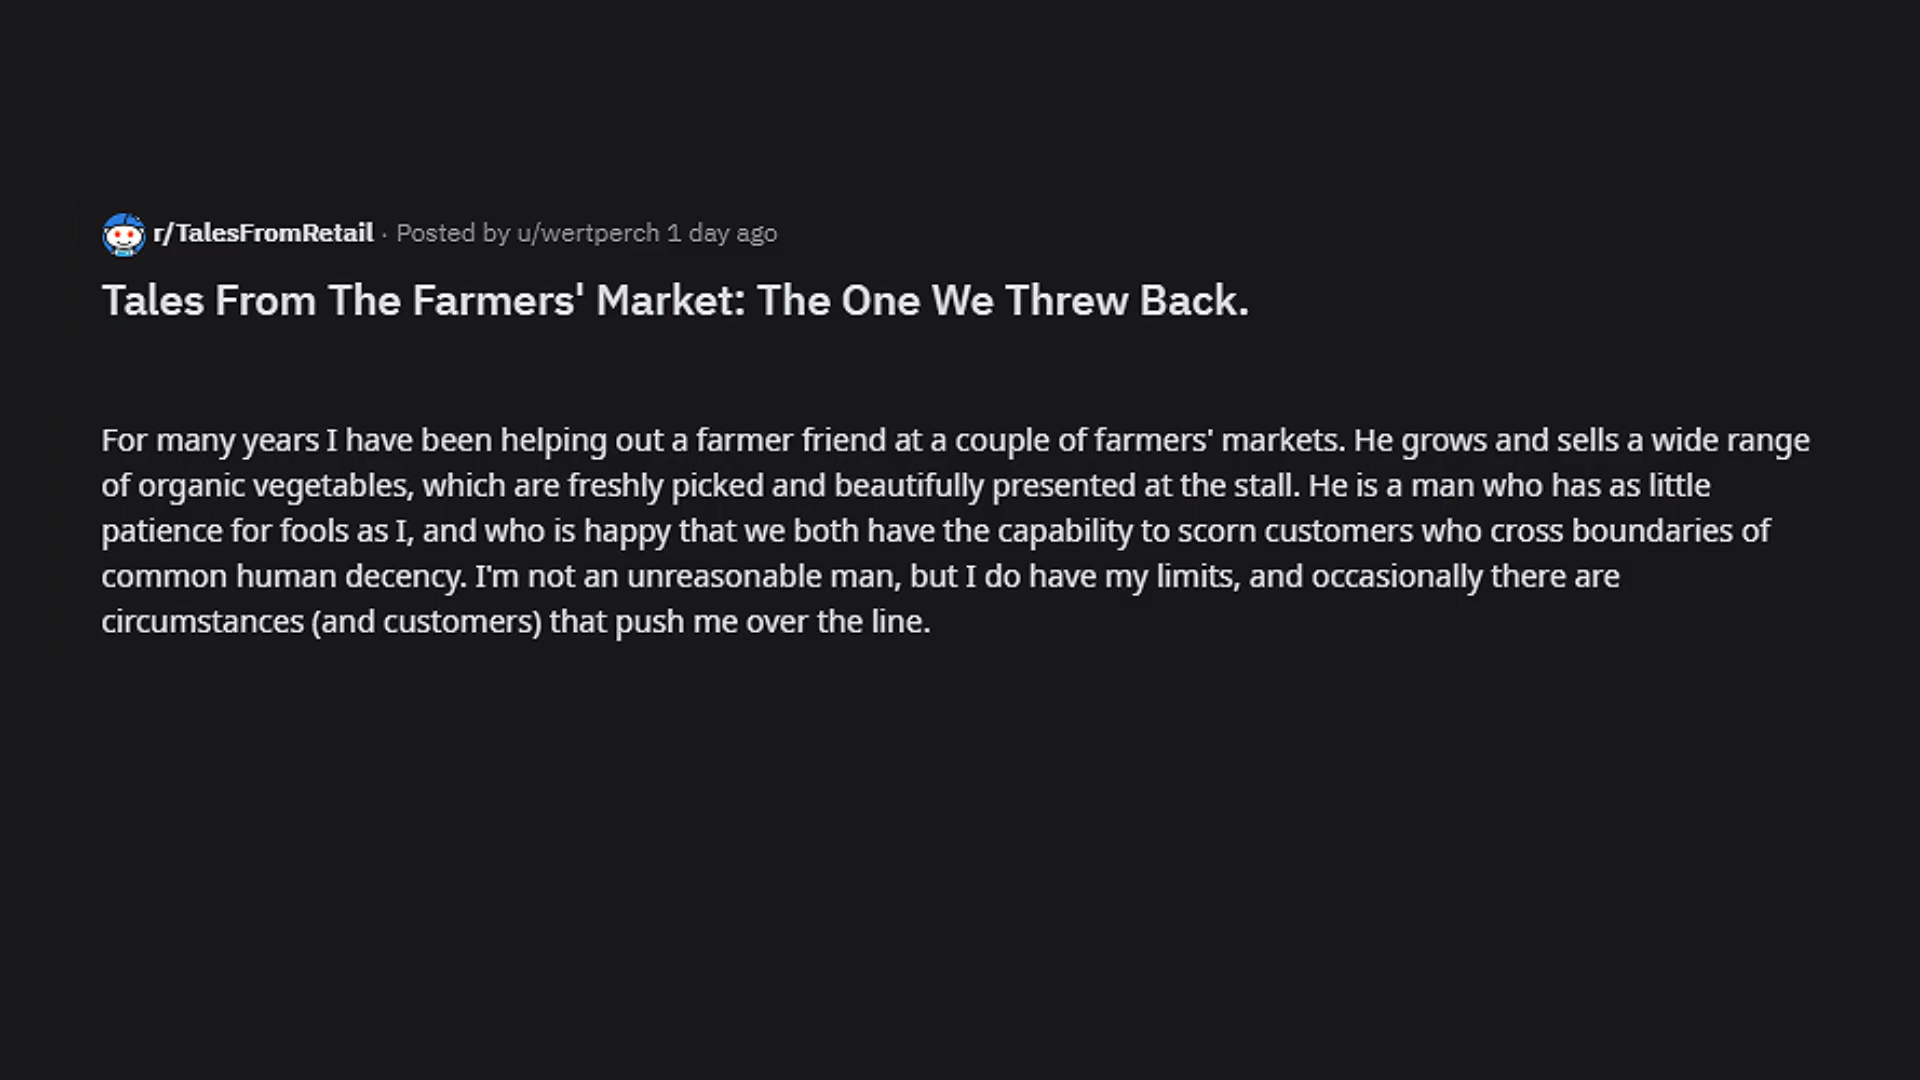 r/TalesFromRetail · Posted by u/wertperch 1 day ago
Tales From The Farmers' Market: The One We Threw Back.
For many years I have been helping out a farmer friend at a couple of farmers' markets. He grows and sells a wide range
of organic vegetables, which are freshly picked and beautifully presented at the stall. He is a man who has as little
patience for fools as I, and who is happy that we both have the capability to scorn customers who cross boundaries of
common human decency. I'm not an unreasonable man, but I do have my limits, and occasionally there are
circumstances (and customers) that push me over the line.